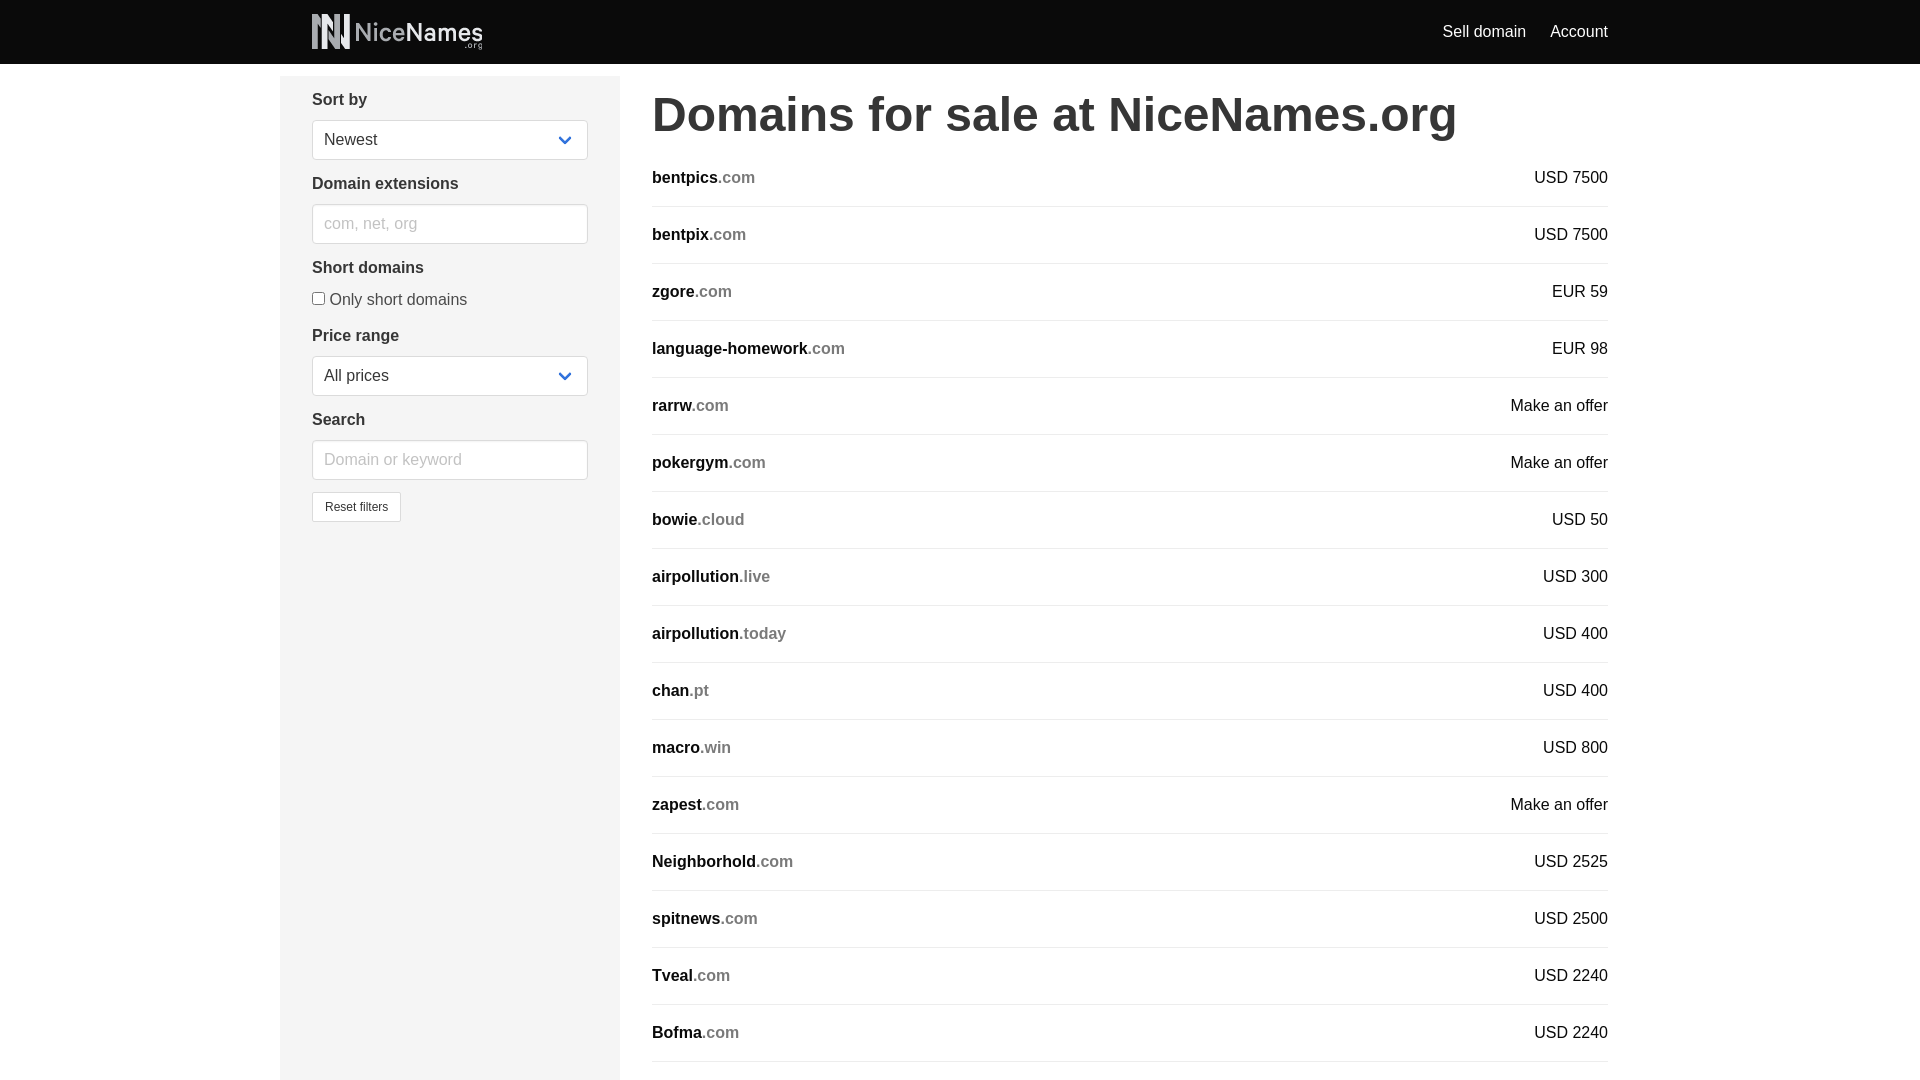 NiceNames
.org
Sell domain
Account
Sort by
Newest
Domain extensions
com, net, org
Short domains
Only short domains
Price range
All prices
Search
Domain or keyword
Reset filters
Domains for sale at NiceNames.org
bentpics.com USD 7500
bentpix.com USD 7500
zgore.com EUR 59
language-homework.com EUR 98
rarrw.com Make an offer
pokergym.com Make an offer
bowie.cloud USD 50
airpollution.live USD 300
airpollution.today USD 400
chan.pt USD 400
macro.win USD 800
zapest.com Make an offer
Neighborhold.com USD 2525
spitnews.com USD 2500
Tveal.com USD 2240
Bofma.com USD 2240